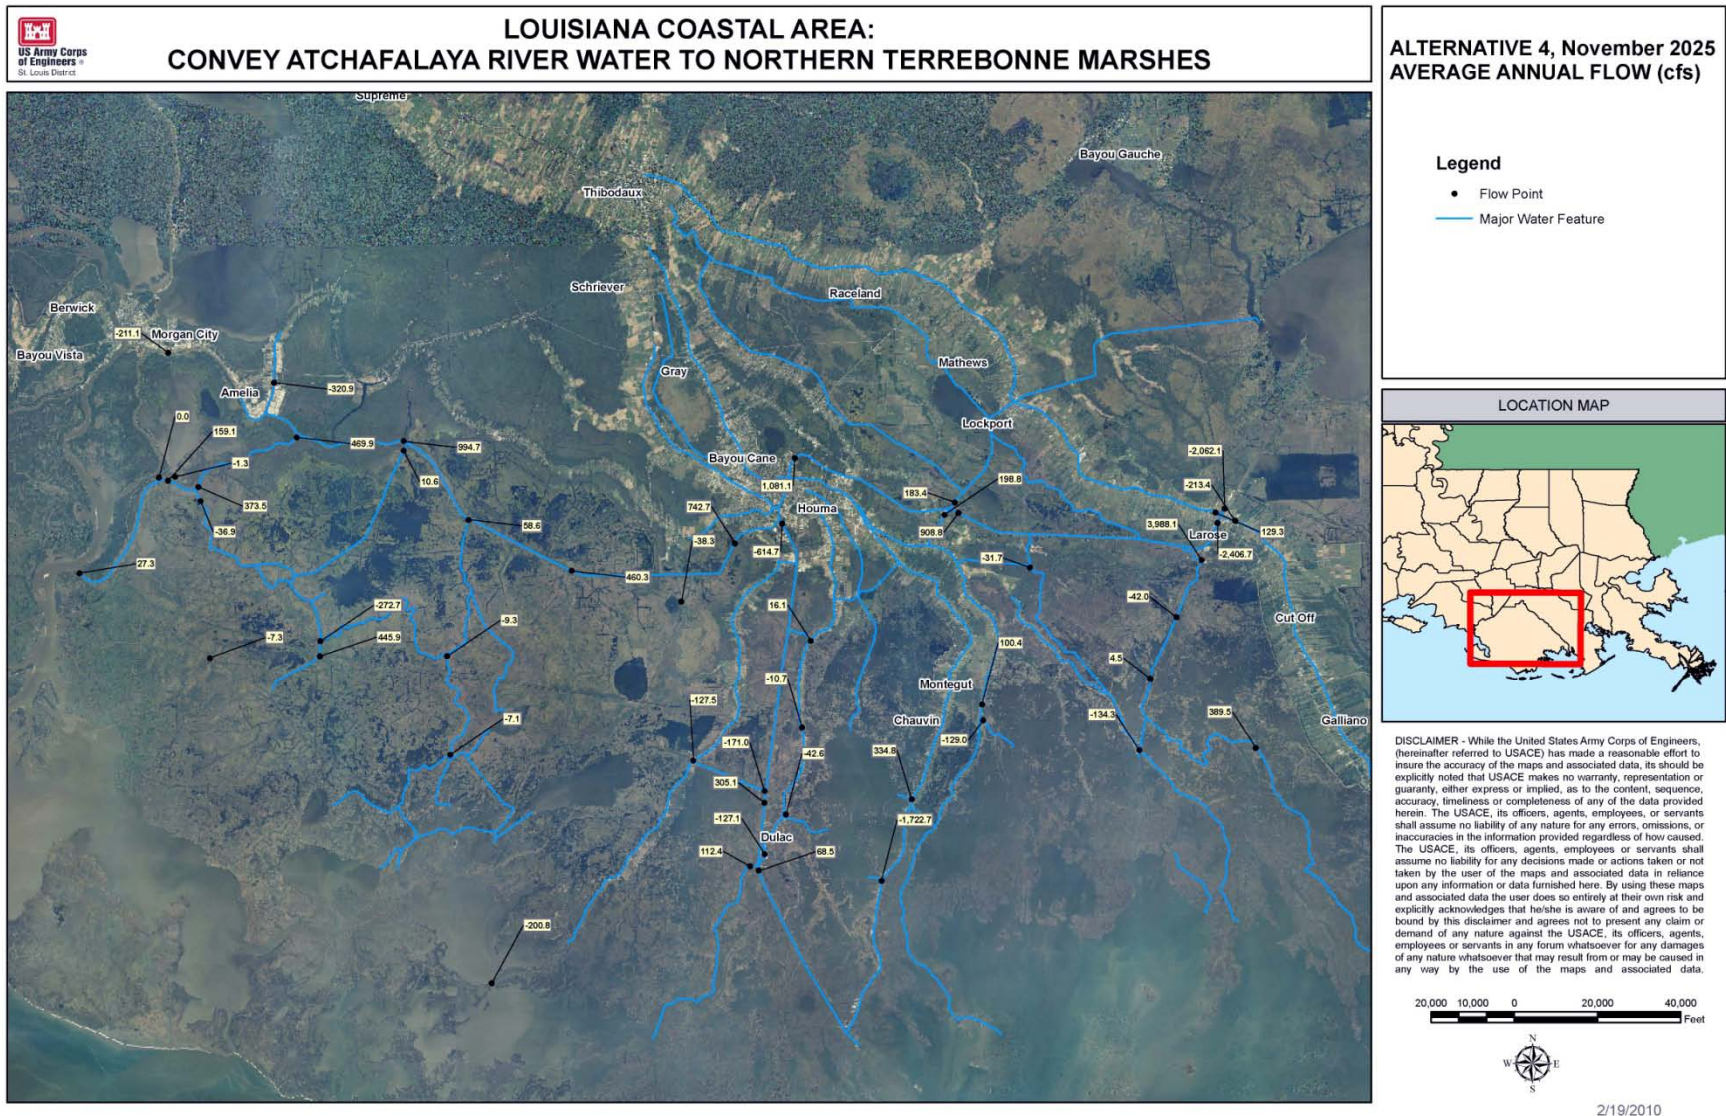 US Army Corps
of Engineers ®
St. Louis District
LOUISIANA COASTAL AREA:
CONVEY ATCHAFALAYA RIVER WATER TO NORTHERN TERREBONNE MARSHES
ALTERNATIVE 4, November 2025
AVERAGE ANNUAL FLOW (cfs)
Legend
Flow Point
Major Water Feature
LOCATION MAP
Supreme
Bayou Gauche
Thibodaux
Schriever
Raceland
Berwick
-211.1
Morgan City
Bayou Vista
Mathews
Gray
Amelia
-320.9
0.0
159.1
469.9
994.7
Lockport
-1.3
Bayou Cane
-2,062.1
10.6
1,081.1
183.4
198.8
-213.4
373.5
742.7
Houma
3,988.1
-36.9
58.6
908.8
Larose
129.3
-38.3
-614.7
-31.7
-2,406.7
27.3
460.3
-272.7
16.1
-42.0
-9.3
Cut Off
-7.3
445.9
100.4
4.5
-10.7
Montegut
-127.5
-7.1
Chauvin
-134.3
389.5
Galliano
-171.0
-42.6
334.8
-129.0
305.1
-127.1
-1,722.7
Dulac
112.4
68.5
-200.8
DISCLAIMER - While the United States Army Corps of Engineers,
(hereinafter referred to USACE) has made a reasonable effort to
insure the accuracy of the maps and associated data, its should be
explicitly noted that USACE makes no warranty, representation or
guaranty, either express or implied, as to the content, sequence,
accuracy, timeliness or completeness of any of the data provided
herein. The USACE, its officers, agents, employees, or servants
shall assume no liability of any nature for any errors, omissions, or
inaccuracies in the information provided regardless of how caused.
The USACE, its officers, agents, employees or servants shall
assume no liability for any decisions made or actions taken or not
taken by the user of the maps and associated data in reliance
upon any information or data furnished here. By using these maps
and associated data the user does so entirely at their own risk and
explicitly acknowledges that he/she is aware of and agrees to be
bound by this disclaimer and agrees not to present any claim or
demand of any nature against the USACE, its officers, agents,
employees or servants in any forum whatsoever for any damages
of any nature whatsoever that may result from or may be caused in
any way by the use of the maps and associated data.
20,000 10,000 0 20,000 40,000
Feet
N
W E
S
2/19/2010